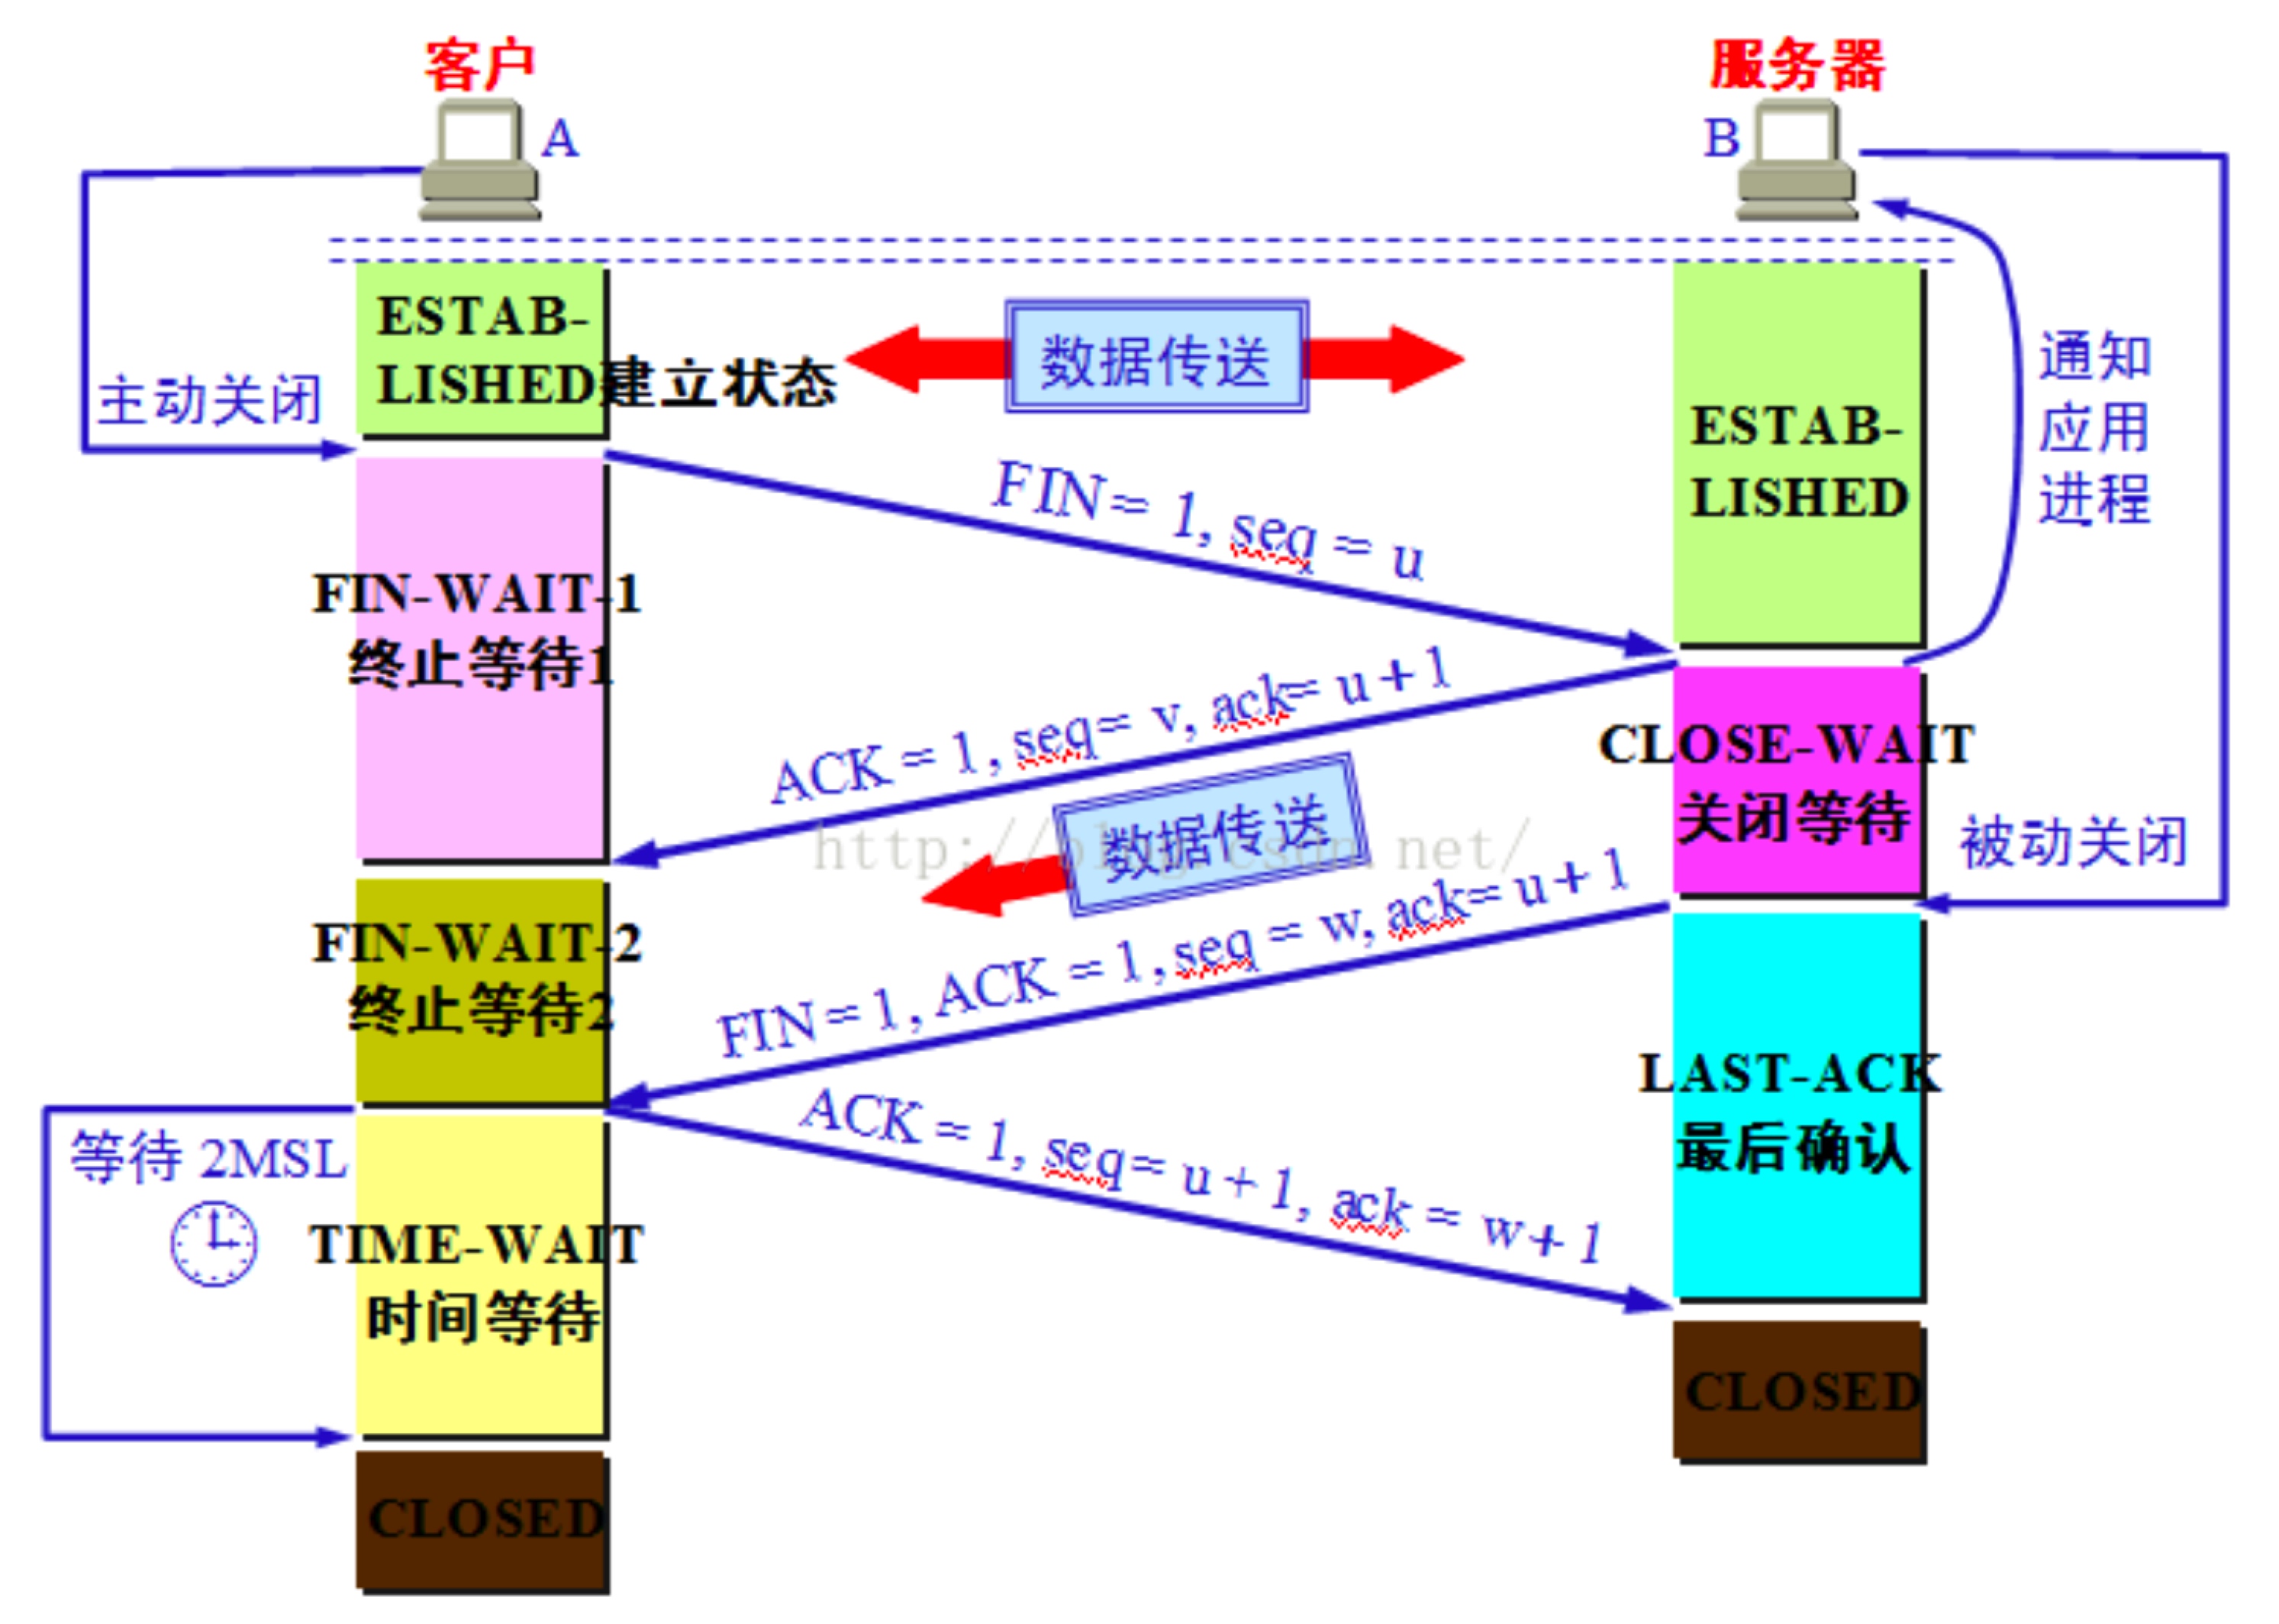 客户
服务器
A
B
ESTAB-
LISHED建立状态
数据传送
主动关闭
ESTAB-
LISHED
通知
应用
进程
FIN= 1, seq = u
FIN-WAIT-1
终止等待1
ACK = 1, seq= v, ack= u + 1
CLOSE-WAIT
关闭等待
数据传送
http://blog.csdn.net/
被动关闭
FIN-WAIT-2
终止等待2
FIN= 1, ACK = 1, seq = w, ack= u + 1
LAST-ACK
最后确认
ACK = 1, seq= u + 1, ack = w+ 1
等待 2MSL
TIME-WAIT
时间等待
CLOSED
CLOSED